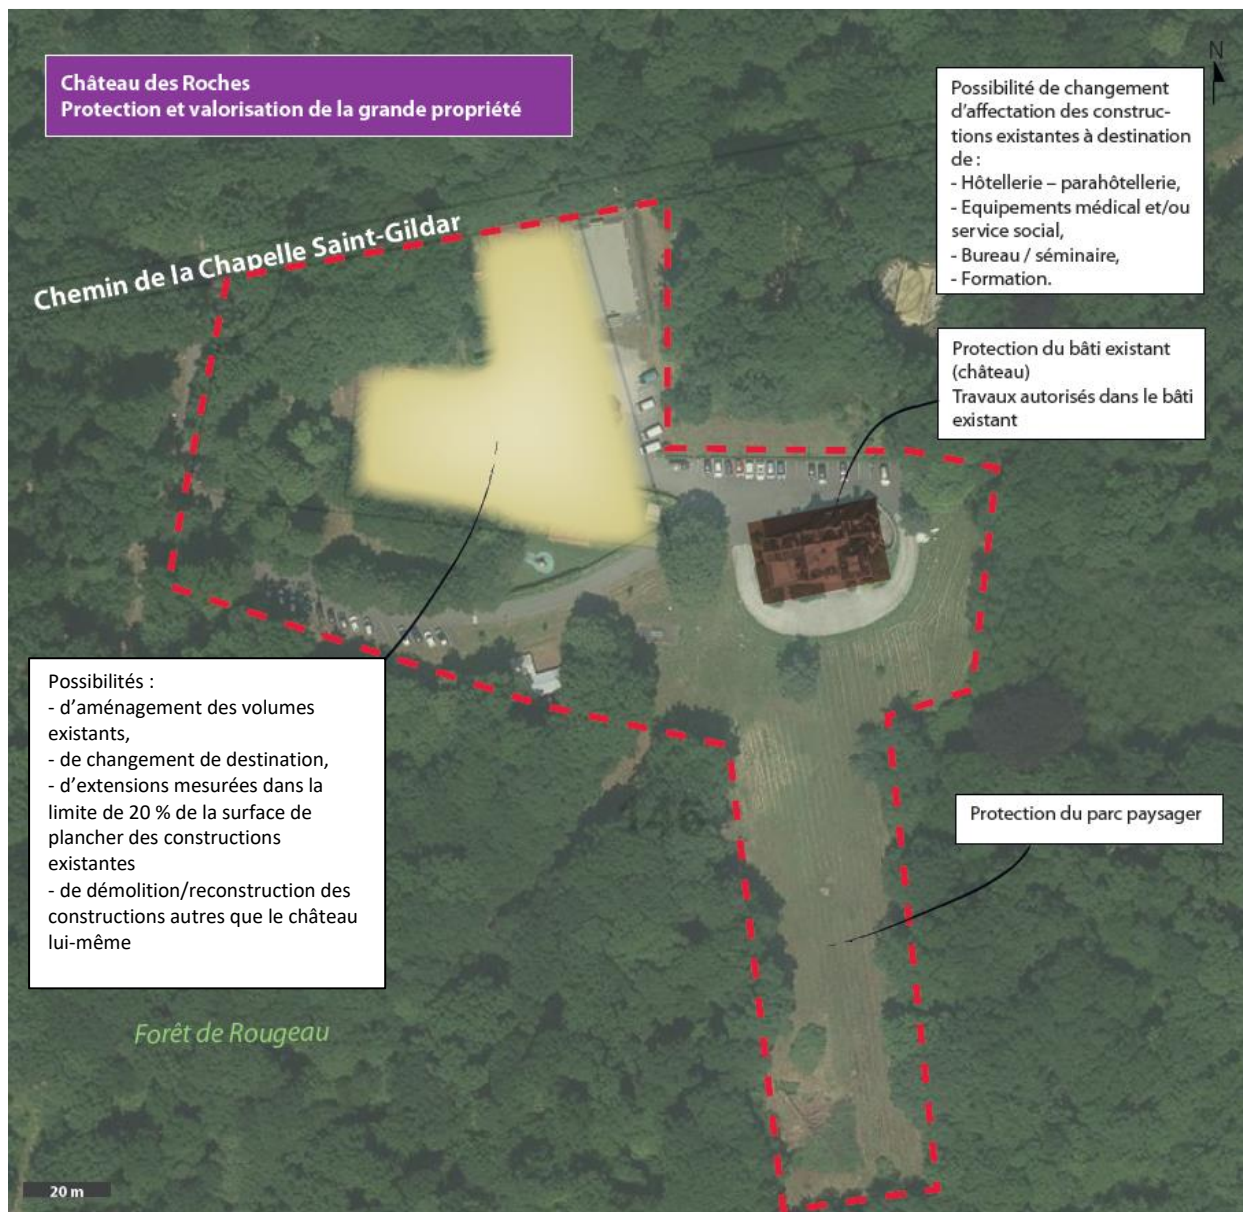 Château des Roches
Protection et valorisation de la grande propriété
N
Possibilité de changement
d'affectation des construc-
tions existantes à destination
de :
- Hôtellerie – parahôtellerie,
- Equipements médical et/ou
service social,
- Bureau / séminaire,
- Formation.
Chemin de la Chapelle Saint-Gildar
Protection du bâti existant
(château)
Travaux autorisés dans le bâti
existant
Possibilités :
- d'aménagement des volumes
existants,
- de changement de destination,
- d'extensions mesurées dans la
limite de 20 % de la surface de
plancher des constructions
existantes
- de démolition/reconstruction des
constructions autres que le château
lui-même
146
Protection du parc paysager
Forêt de Rougeau
20 m